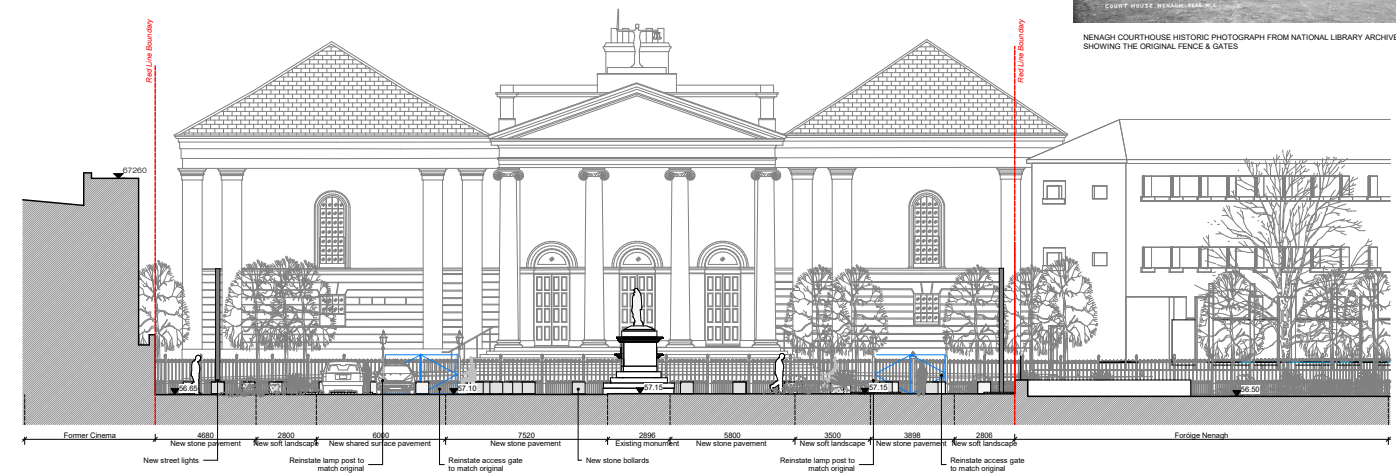 COURT HOUSE NENAGH. 8658 W.L.
NENAGH COURTHOUSE HISTORIC PHOTOGRAPH FROM NATIONAL LIBRARY ARCHIVE
SHOWING THE ORIGINAL FENCE & GATES
Red Line Boundary
Red Line Boundary
67260
56.65
57.10
57.15
57.15
56.50
Former Cinema
4680
2800
6000
7520
2896
5800
3500
3898
2806
Foróige Nenagh
New stone pavement
New soft landscape
New shared surface pavement
New stone pavement
Existing monument
New stone pavement
New soft landscape
New stone pavement
New soft landscape
New street lights
Reinstate lamp post to
match original
Reinstate access gate
to match original
New stone bollards
Reinstate lamp post to
match original
Reinstate access gate
to match original